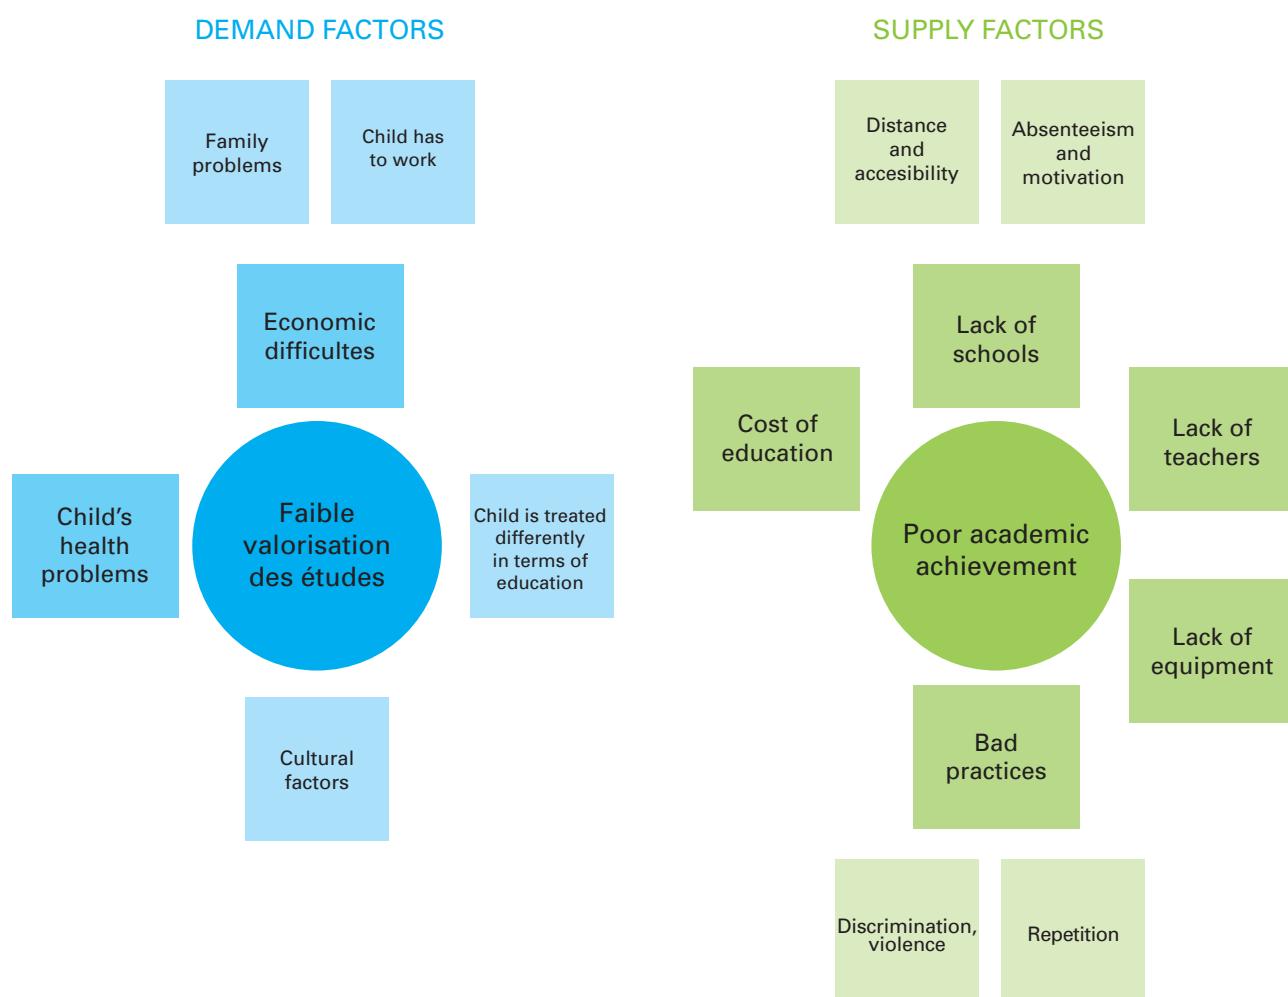 DEMAND FACTORS
Family
problems
Child has
to work
Economic
difficultes
Child's
health
problems
Faible
valorisation
des études
Child is treated
differently
in terms of
education
Cultural
factors
SUPPLY FACTORS
Distance
and
accesibility
Absenteeism
and
motivation
Lack of
schools
Cost of
education
Lack of
teachers
Poor academic
achievement
Lack of
equipment
Bad
practices
Discrimination,
violence
Repetition